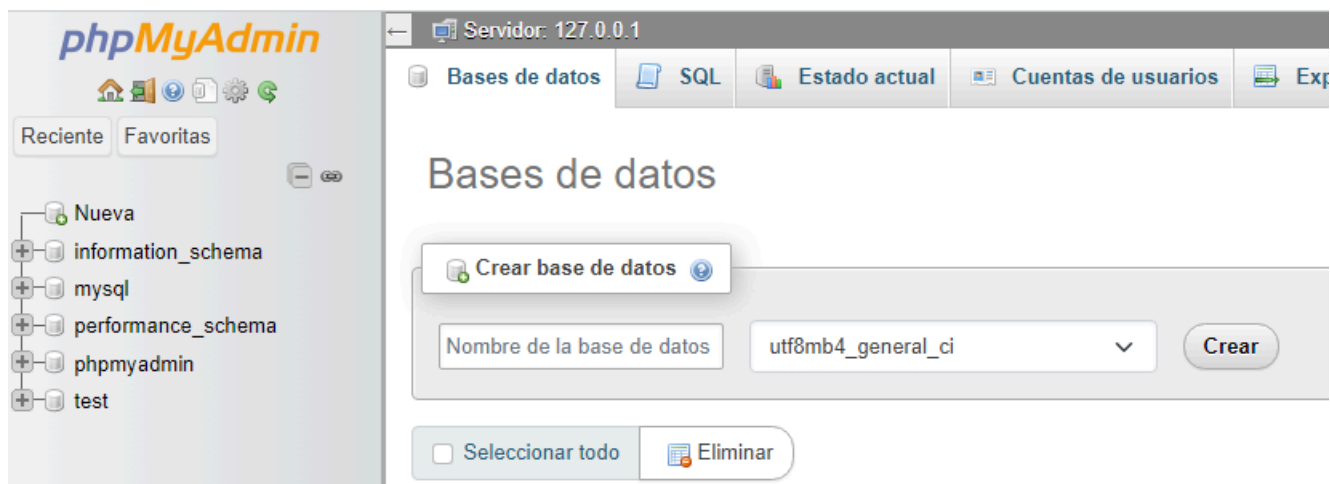 phpMyAdmin
Reciente Favoritas
Nueva
information_schema
mysql
performance_schema
phpmyadmin
test
Servidor: 127.0.0.1
Bases de datos SQL Estado actual Cuentas de usuarios Exp
Bases de datos
Crear base de datos
Nombre de la base de datos utf8mb4_general_ci Crear
Seleccionar todo Eliminar